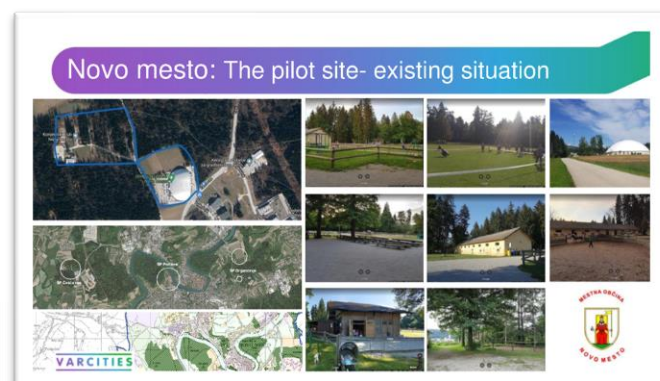 Novo mesto: The pilot site- existing situation
VARCITIES
MESTNA OBČINA
NOVO MESTO